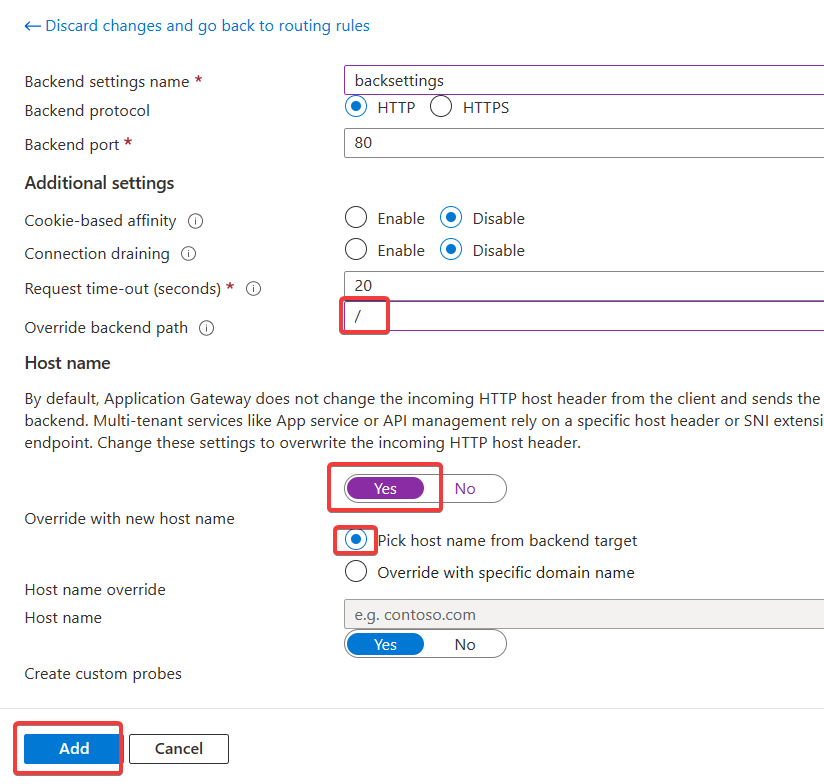 ← Discard changes and go back to routing rules
Backend settings name *
backsettings
Backend protocol
HTTP HTTPS
Backend port *
80
Additional settings
Cookie-based affinity
Enable Disable
Connection draining
Enable Disable
Request time-out (seconds) *
20
Override backend path
/
Host name
By default, Application Gateway does not change the incoming HTTP host header from the client and sends the
backend. Multi-tenant services like App service or API management rely on a specific host header or SNI extensi
endpoint. Change these settings to overwrite the incoming HTTP host header.
Yes No
Override with new host name
Pick host name from backend target
Override with specific domain name
Host name override
Host name
e.g. contoso.com
Yes No
Create custom probes
Add Cancel